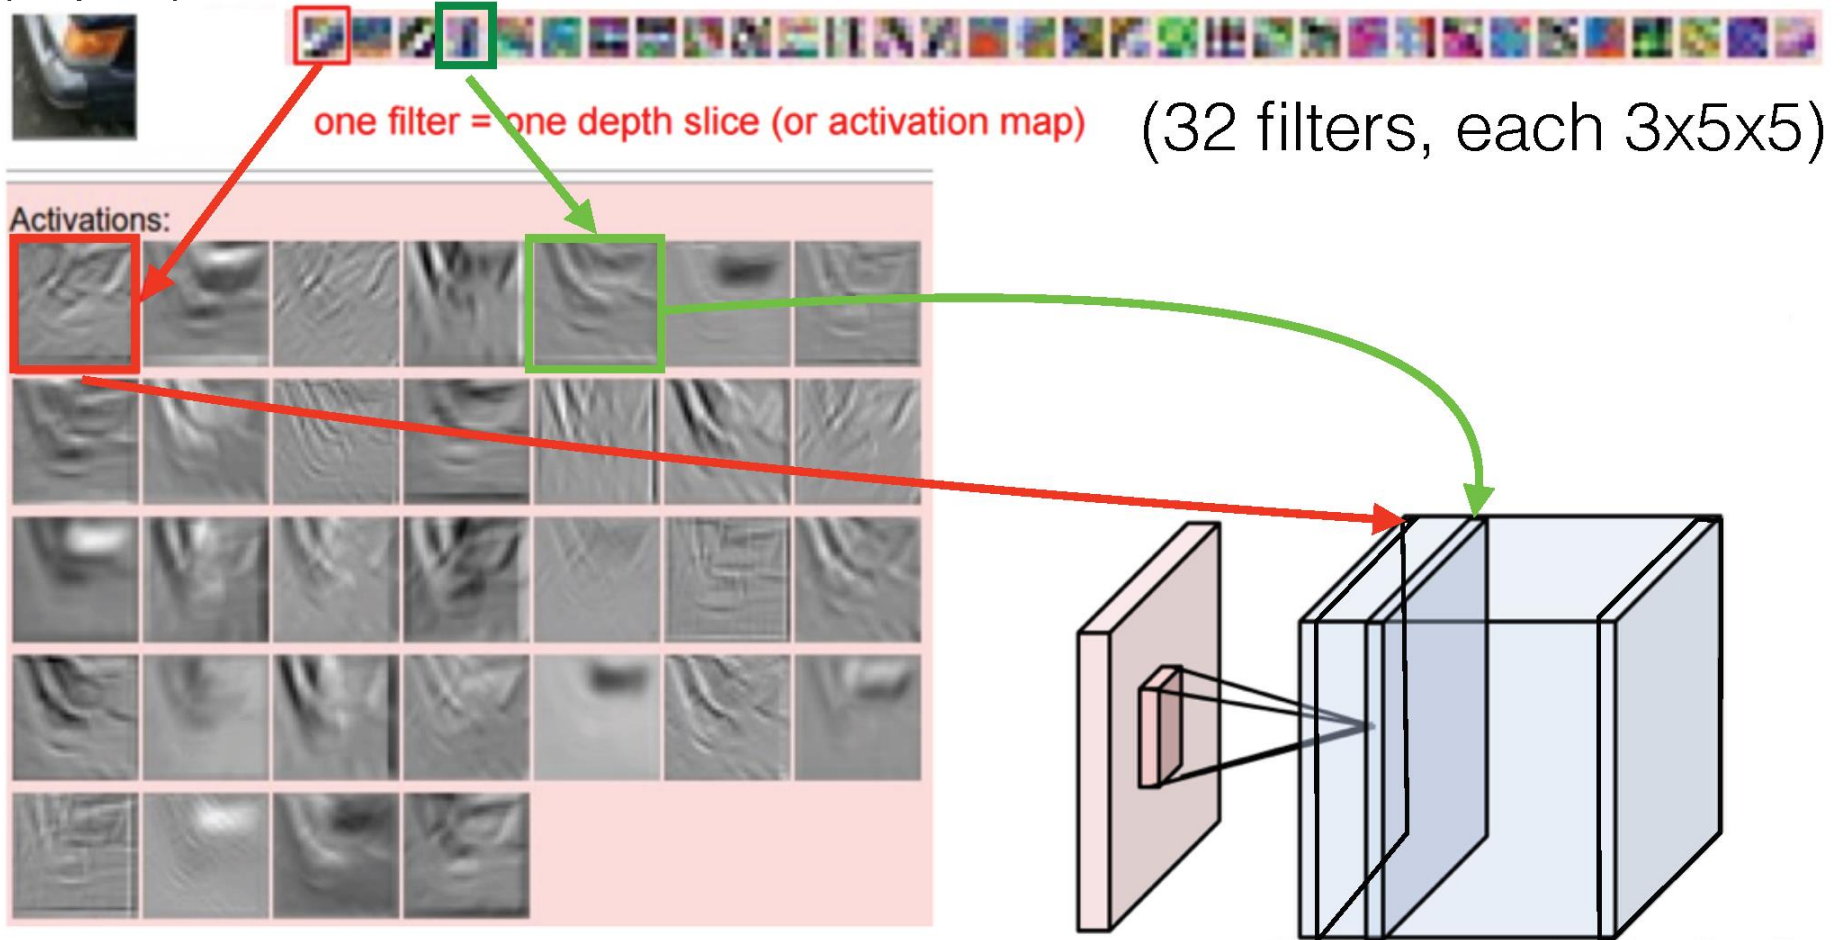 one filter = one depth slice (or activation map)
(32 filters, each 3x5x5)
Activations: